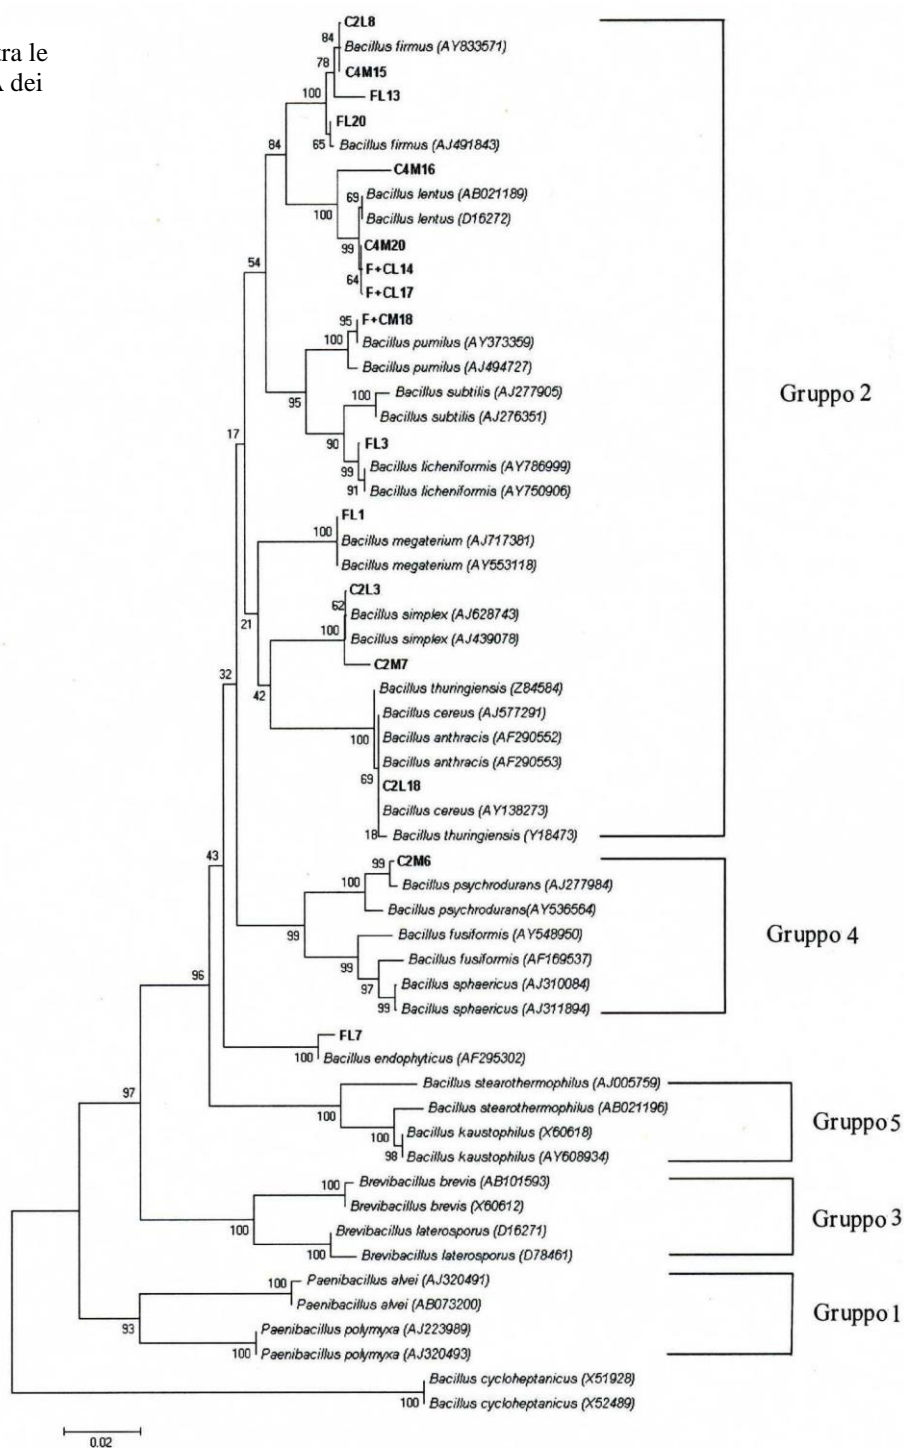 tra le
A dei
C2L8
84
Bacillus firmus (AY833571)
78
C4M15
100
FL13
FL20
84
65
Bacillus firmus (AJ491843)
C4M16
69
Bacillus lentus (AB021189)
100
Bacillus lentus (D16272)
99
C4M20
54
F+CL14
64
F+CL17
95
F+CM18
100
Bacillus pumilus (AY373359)
Bacillus pumilus (AJ494727)
95
100
Bacillus subtilis (AJ277905)
Gruppo 2
Bacillus subtilis (AJ276351)
17
90
FL3
99
Bacillus licheniformis (AY786999)
91
Bacillus licheniformis (AY750906)
FL1
100
Bacillus megaterium (AJ717381)
Bacillus megaterium (AY553118)
C2L3
62
Bacillus simplex (AJ628743)
21
100
Bacillus simplex (AJ439078)
C2M7
32
42
Bacillus thuringiensis (Z84584)
Bacillus cereus (AJ577291)
100
Bacillus anthracis (AF290552)
Bacillus anthracis (AF290553)
69
C2L18
Bacillus cereus (AY138273)
18
Bacillus thuringiensis (Y18473)
43
99
C2M6
100
Bacillus psychrodurans (AJ277984)
Bacillus psychrodurans(AY536564)
99
Bacillus fusiformis (AY548950)
Gruppo 4
99
Bacillus fusiformis (AF169537)
96
97
Bacillus sphaericus (AJ310084)
99
Bacillus sphaericus (AJ311894)
FL7
100
Bacillus endophyticus (AF295302)
Bacillus stearothermophilus (AJ005759)
97
100
Bacillus stearothermophilus (AB021196)
Gruppo 5
100
Bacillus kaustophilus (X60618)
98
Bacillus kaustophilus (AY608934)
100
Brevibacillus brevis (AB101593)
Brevibacillus brevis (X60612)
Gruppo 3
100
Brevibacillus laterosporus (D16271)
100
Brevibacillus laterosporus (D78461)
100
Paenibacillus alvei (AJ320491)
Paenibacillus alvei (AB073200)
Gruppo 1
93
Paenibacillus polymyxa (AJ223989)
100
Paenibacillus polymyxa (AJ320493)
Bacillus cycloheptanicus (X51928)
100
Bacillus cycloheptanicus (X52489)
0.02